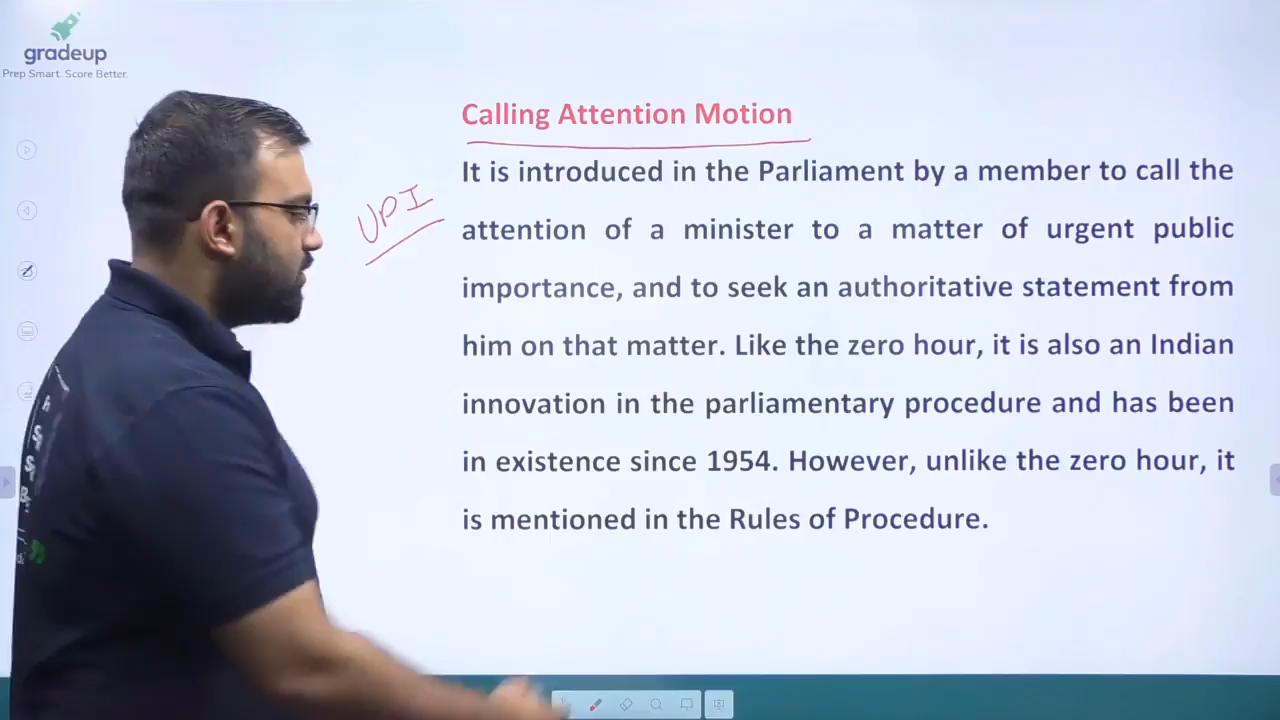 gradeup
Prep Smart. Score Better.
Calling Attention Motion
It is introduced in the Parliament by a member to call the
UPI
attention of a minister to a matter of urgent public
importance, and to seek an authoritative statement from
him on that matter. Like the zero hour, it is also an Indian
innovation in the parliamentary procedure and has been
in existence since 1954. However, unlike the zero hour, it
is mentioned in the Rules of Procedure.